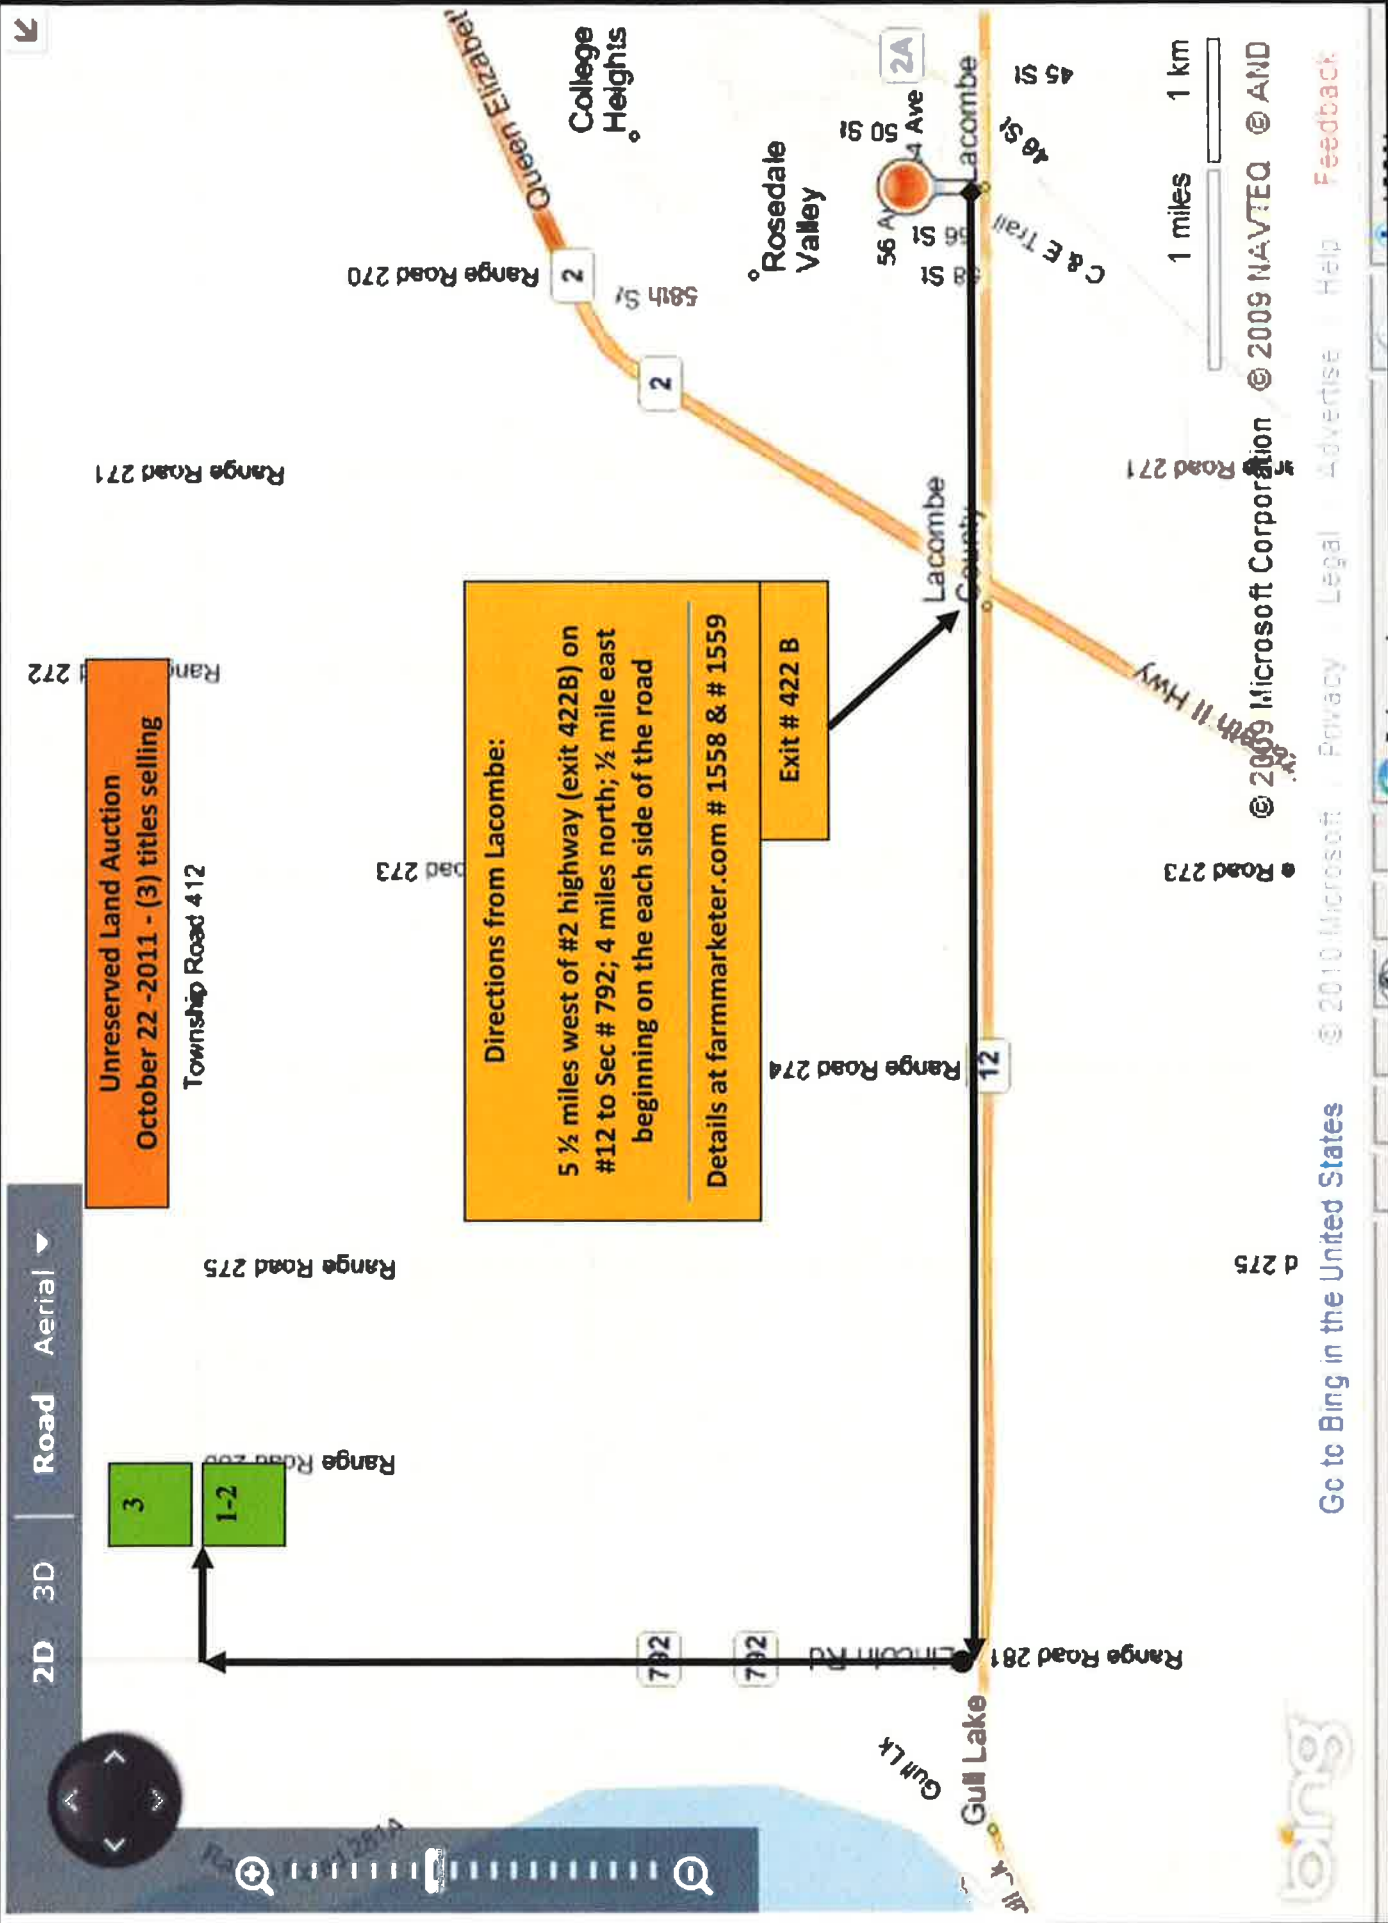 2D 3D Road Aerial
Unreserved Land Auction
October 22 -2011 - (3) titles selling
Township Road 412
3
1-2
Range Road 275
Range Road 271
Range Road 270
Queen Elizabet
2
2
58th St
College
Heights
Rosedale
Valley
Directions from Lacombe:
5 ½ miles west of #2 highway (exit 422B) on
#12 to Sec # 792; 4 miles north; ½ mile east
beginning on the each side of the road
Details at farmmarketer.com # 1558 & # 1559
Exit # 422 B
792
792
Lincoln Rd
Range Road 274
Lacombe
County
56 A
4 Ave
50 St
2A
56 St
58 St
Lacombe
Gull Lk
Gull Lake
12
Range Road 281
C & E Trail
46 St
45 St
Range Road 271
e Road 273
d 275
1 miles
1 km
bing
© 2009 Microsoft Corporation © 2009 NAVTEQ © AND
Go to Bing in the United States
© 2010 Microsoft | Privacy | Legal | Advertise | Help Feedback